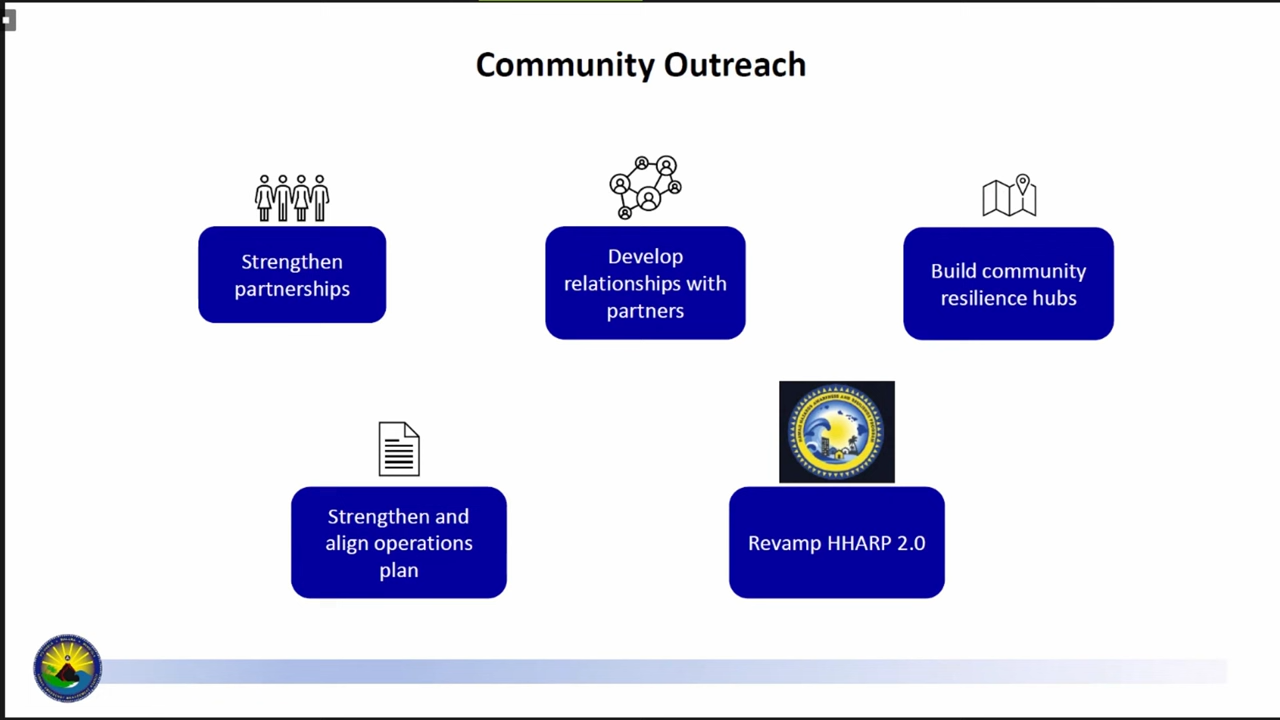 Community Outreach
Strengthen
partnerships
Develop
relationships with
partners
Build community
resilience hubs
Strengthen and
align operations
plan
Revamp HHARP 2.0